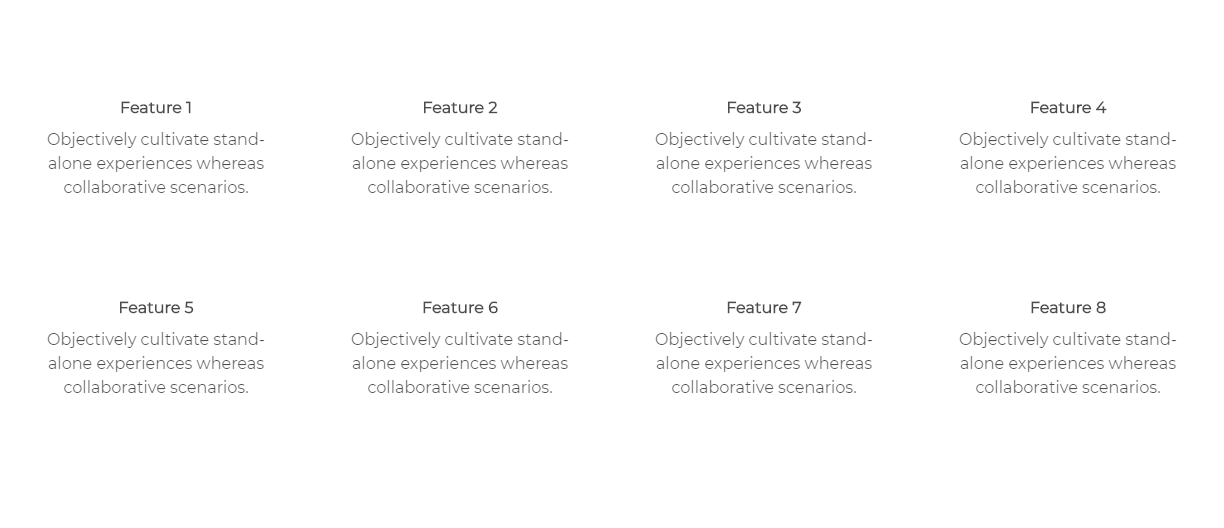 Feature 1
Objectively cultivate stand-
alone experiences whereas
collaborative scenarios.
Feature 2
Objectively cultivate stand-
alone experiences whereas
collaborative scenarios.
Feature 3
Objectively cultivate stand-
alone experiences whereas
collaborative scenarios.
Feature 4
Objectively cultivate stand-
alone experiences whereas
collaborative scenarios.
Feature 5
Objectively cultivate stand-
alone experiences whereas
collaborative scenarios.
Feature 6
Objectively cultivate stand-
alone experiences whereas
collaborative scenarios.
Feature 7
Objectively cultivate stand-
alone experiences whereas
collaborative scenarios.
Feature 8
Objectively cultivate stand-
alone experiences whereas
collaborative scenarios.